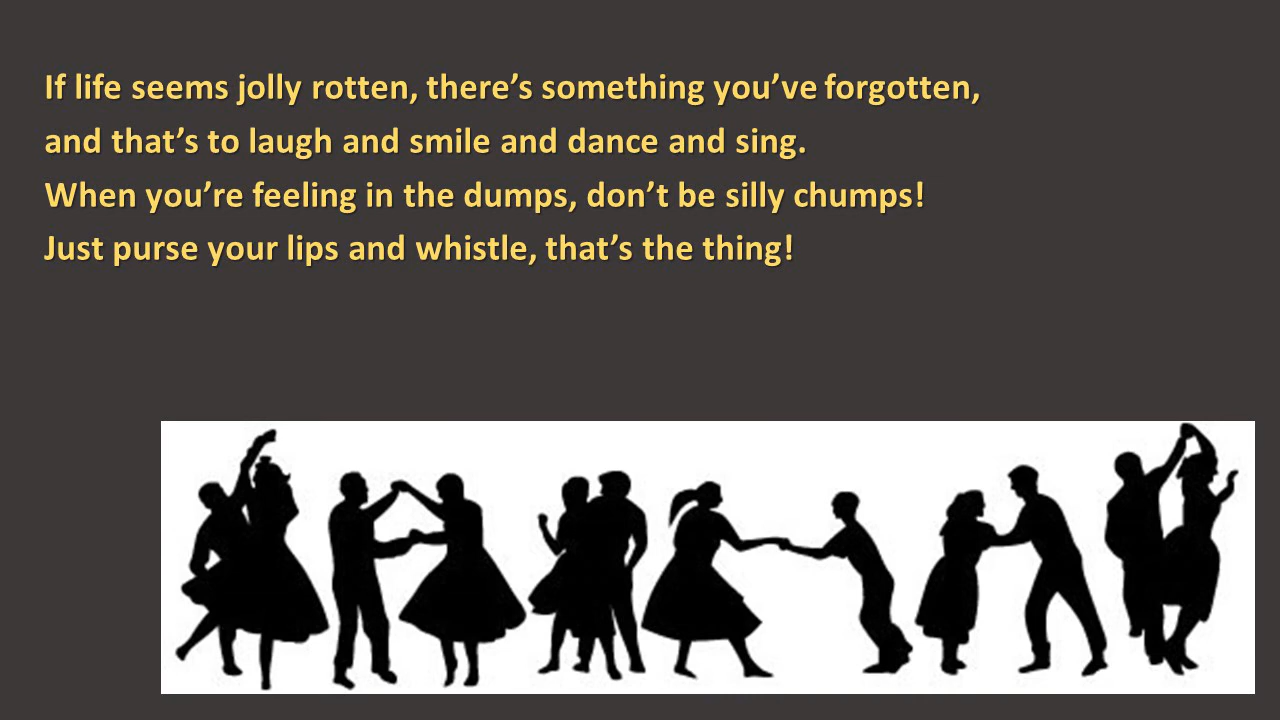 If life seems jolly rotten, there’s something you’ve forgotten,
and that’s to laugh and smile and dance and sing.
When you’re feeling in the dumps, don’t be silly chumps!
Just purse your lips and whistle, that’s the thing!